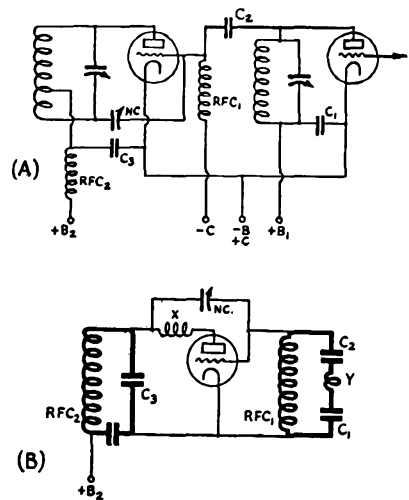 C2
NC
RFC1
C1
C3
(A)
RFC2
+B2
-C
-B
+C
+B1
NC.
X
C2
C3
Y
RFC2
RFC1
C1
(B)
+B2